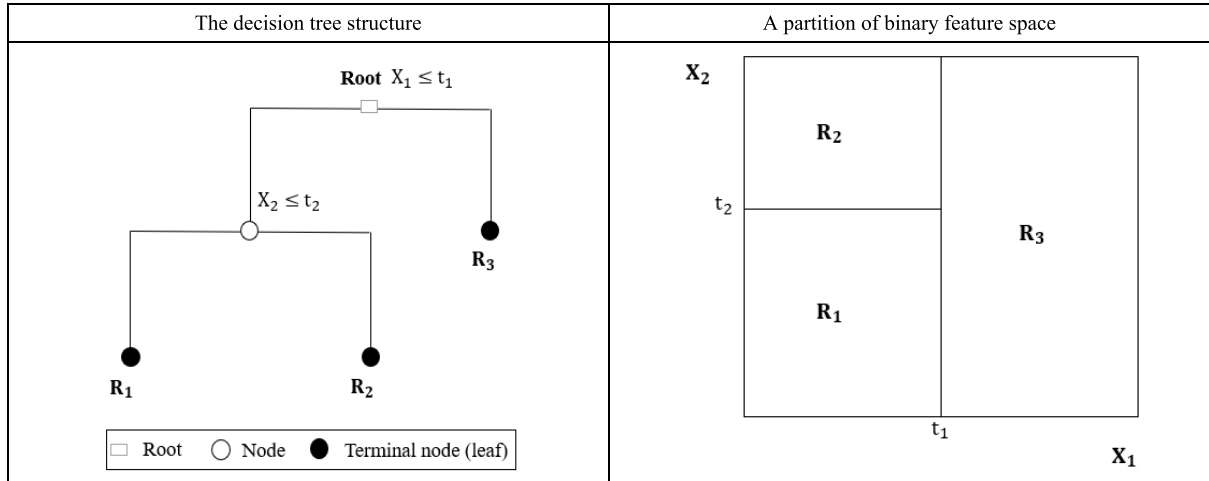 The decision tree structure
A partition of binary feature space
Root X₁ ≤ t₁
X₂ ≤ t₂
R₃
R₁
R₂
Root Node Terminal node (leaf)
X₂
R₂
t₂
R₃
R₁
t₁
X₁